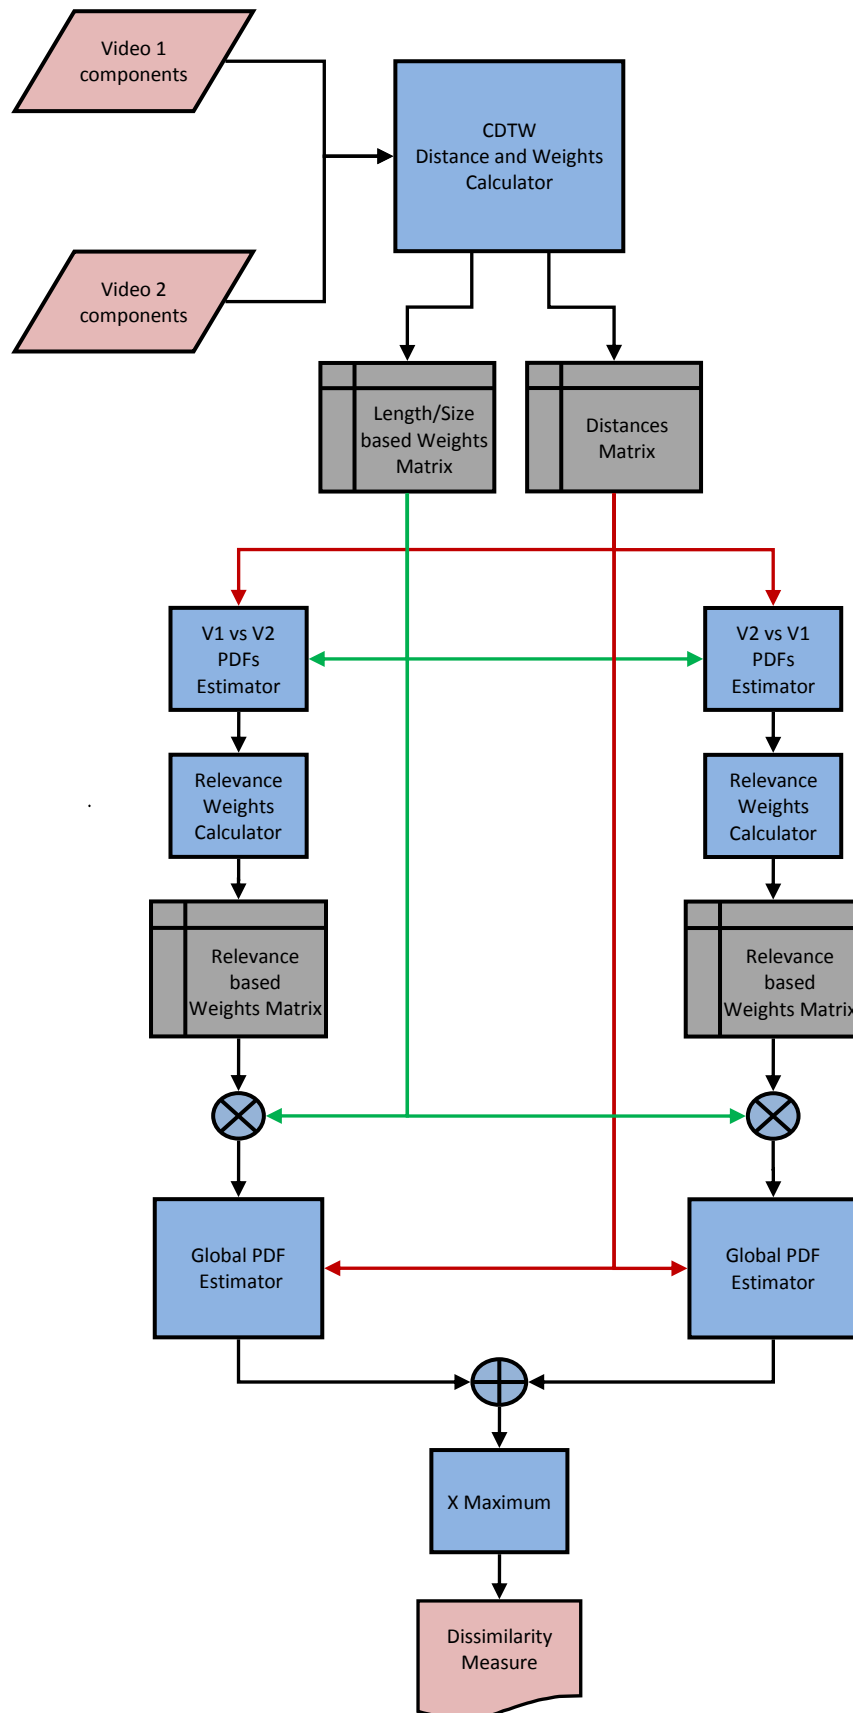 Video 1
components
CDTW
Distance and Weights
Calculator
Video 2
components
Length/Size
based Weights
Matrix
Distances
Matrix
V1 vs V2
PDFs
Estimator
V2 vs V1
PDFs
Estimator
Relevance
Weights
Calculator
Relevance
Weights
Calculator
Relevance
based
Weights Matrix
Relevance
based
Weights Matrix
Global PDF
Estimator
Global PDF
Estimator
X Maximum
Dissimilarity
Measure